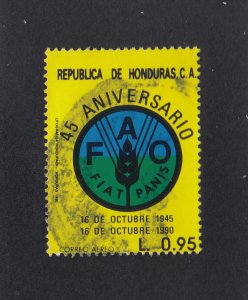 REPUBLICA DE HONDURAS, C.A.
45 ANIVERSARIO
FAO
FIAT PANIS
16 DE OCTUBRE 1945
16 DE OCTUBRE 1990
CORREO AEREO
L. 0.95